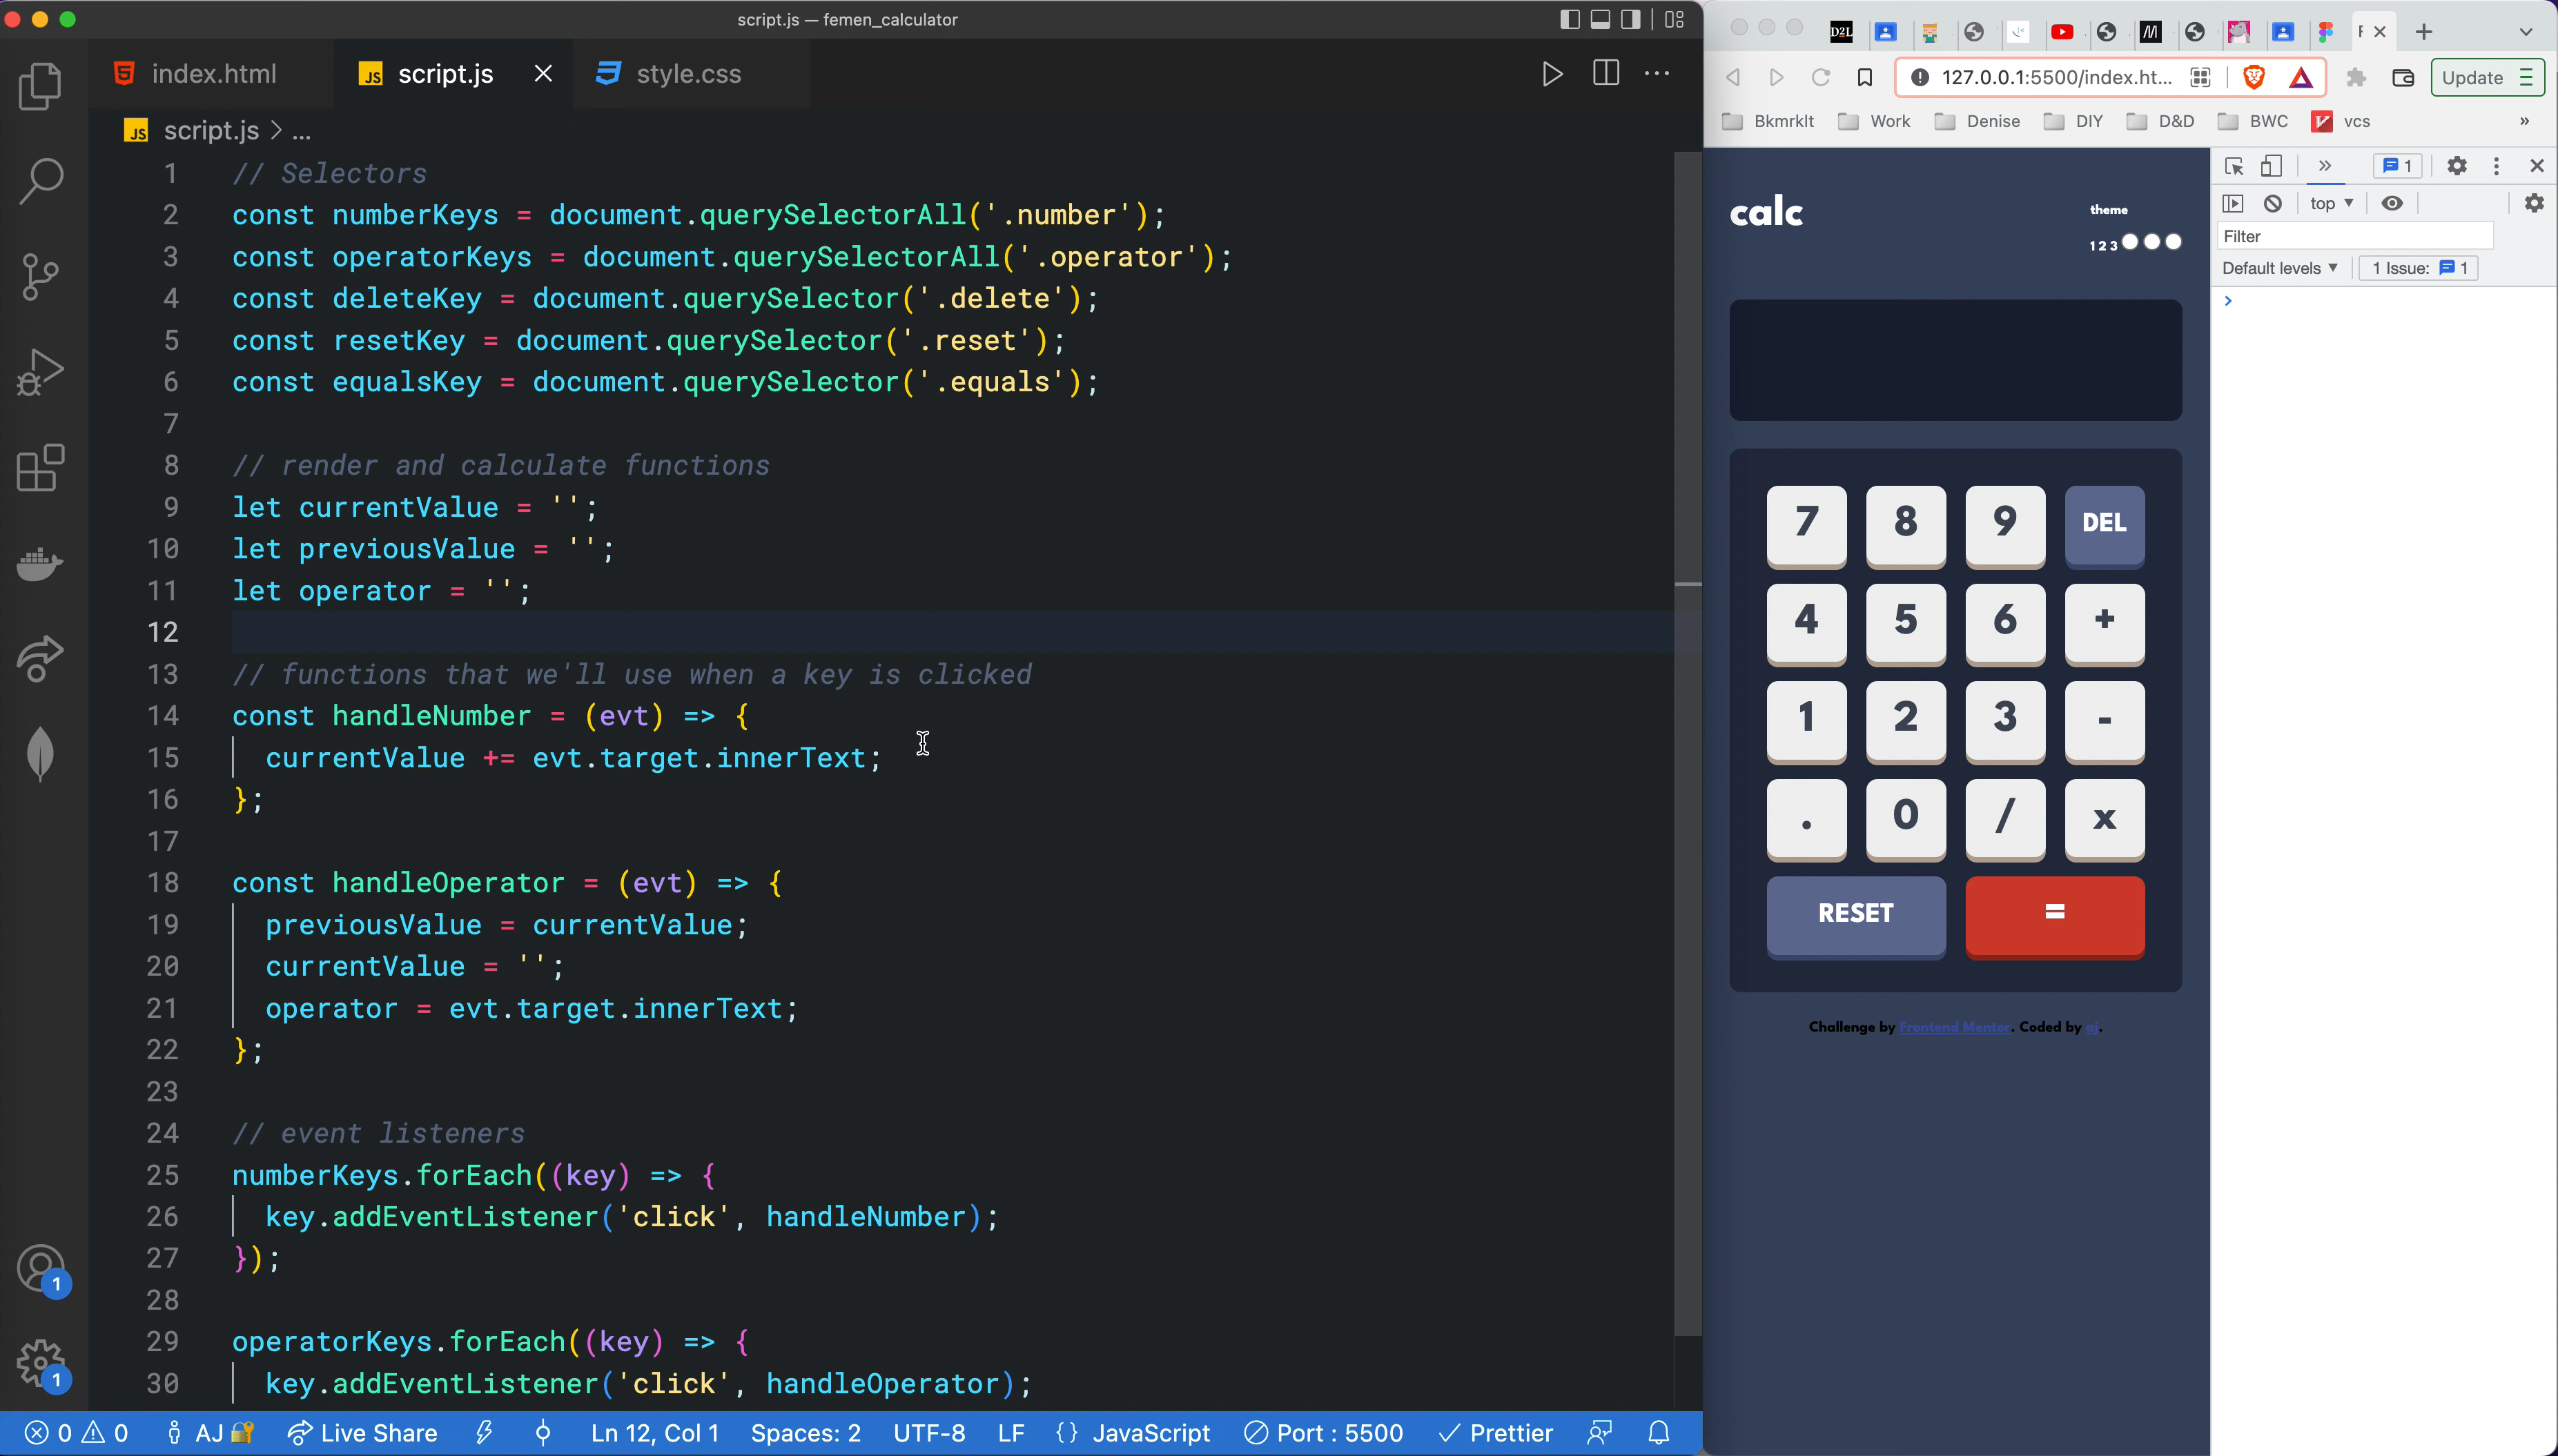 script.js — femen_calculator
index.html
script.js
style.css
script.js > ...
1 // Selectors
2 const numberKeys = document.querySelectorAll('.number');
3 const operatorKeys = document.querySelectorAll('.operator');
4 const deleteKey = document.querySelector('.delete');
5 const resetKey = document.querySelector('.reset');
6 const equalsKey = document.querySelector('.equals');
7
8 // render and calculate functions
9 let currentValue = '';
10 let previousValue = '';
11 let operator = '';
12
13 // functions that we'll use when a key is clicked
14 const handleNumber = (evt) => {
15 currentValue += evt.target.innerText;
16 };
17
18 const handleOperator = (evt) => {
19 previousValue = currentValue;
20 currentValue = '';
21 operator = evt.target.innerText;
22 };
23
24 // event listeners
25 numberKeys.forEach((key) => {
26 key.addEventListener('click', handleNumber);
27 });
28
29 operatorKeys.forEach((key) => {
30 key.addEventListener('click', handleOperator);
1
1
0 0 AJ Live Share Ln 12, Col 1 Spaces: 2 UTF-8 LF {} JavaScript Port : 5500 Prettier
D2L
127.0.0.1:5500/index.ht...
Update
Bkmrklt Work Denise DIY D&D BWC vcs »
calc
theme
1 2 3
7 8 9 DEL
4 5 6 +
1 2 3 -
. 0 / x
RESET =
Challenge by Frontend Mentor. Coded by aj.
» 1
top
Filter
Default levels 1 Issue: 1
>